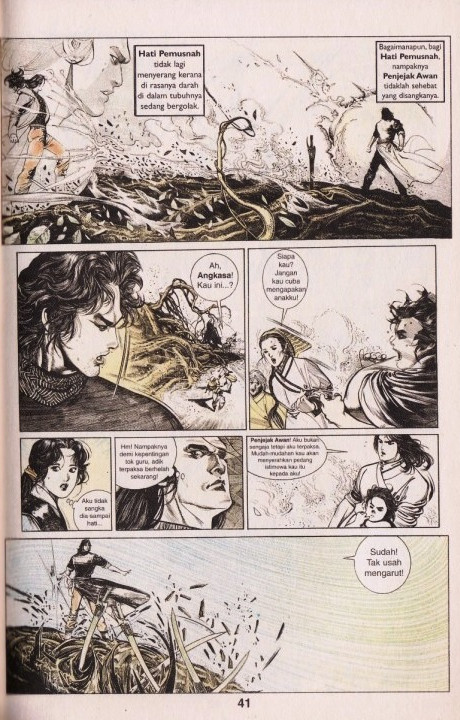 Hati Pemusnah
tidak lagi
menyerang kerana
di rasanya darah
di dalam tubuhnya
sedang bergolak.
Bagaimanapun, bagi
Hati Pemusnah,
nampaknya
Penjejak Awan
tidaklah sehebat
yang disangkanya.
Ah,
Angkasa!
Kau ini...?
Siapa
kau?
Jangan
kau cuba
mengapakan
anakku!
Aku tidak
sangka
dia sampai
hati.
Hm! Nampaknya
demi kepentingan
tok guru, adik
terpaksa berhelah
sekarang!
Penjejak Awan! Aku bukan
sengaja tetapi aku terpaksa.
Mudah-mudahan kau akan
menyerahkan pedang
istimewa kau itu
kepada aku!
Sudah!
Tak usah
mengarut!
41